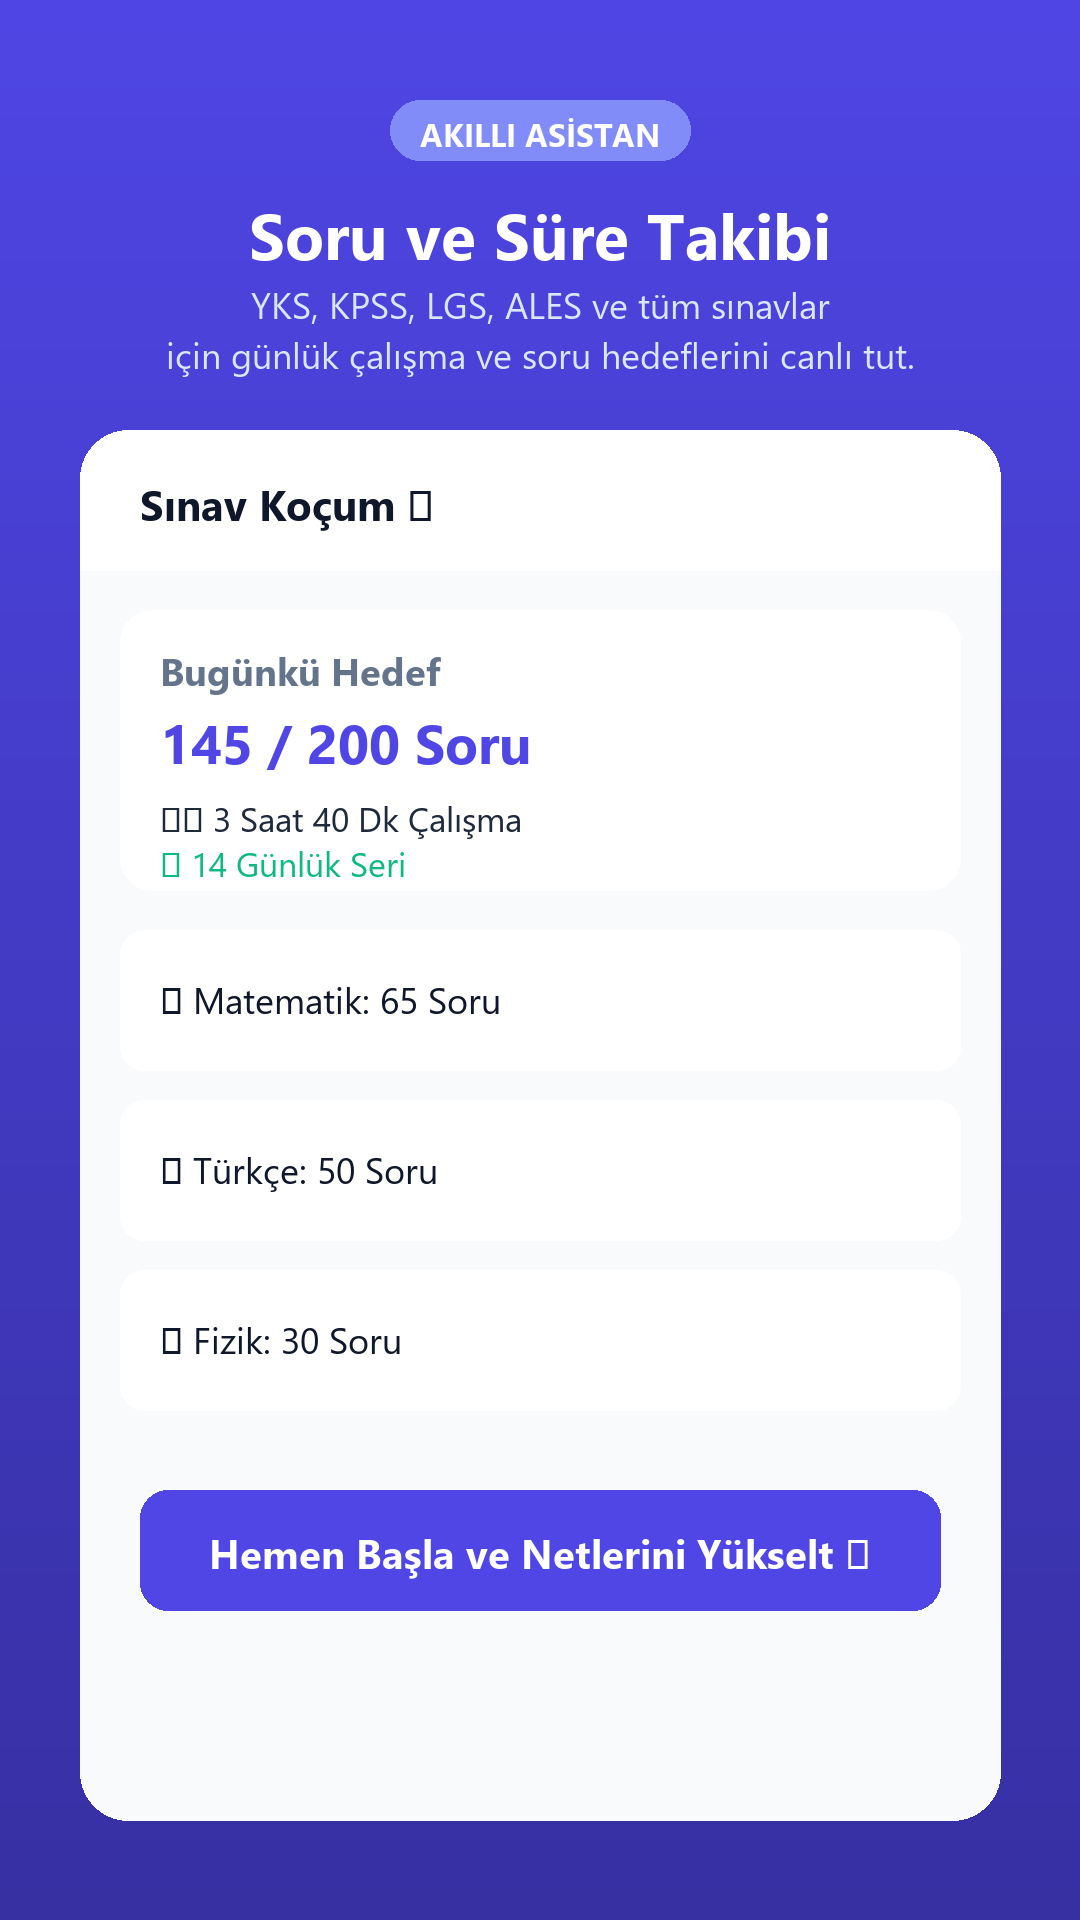 AKILLI ASİSTAN
Soru ve Süre Takibi
YKS, KPSS, LGS, ALES ve tüm sınavlar
için günlük çalışma ve soru hedeflerini canlı tut.
Sınav Koçum
Bugünkü Hedef
145 / 200 Soru
3 Saat 40 Dk Çalışma
14 Günlük Seri
Matematik: 65 Soru
Türkçe: 50 Soru
Fizik: 30 Soru
Hemen Başla ve Netlerini Yükselt